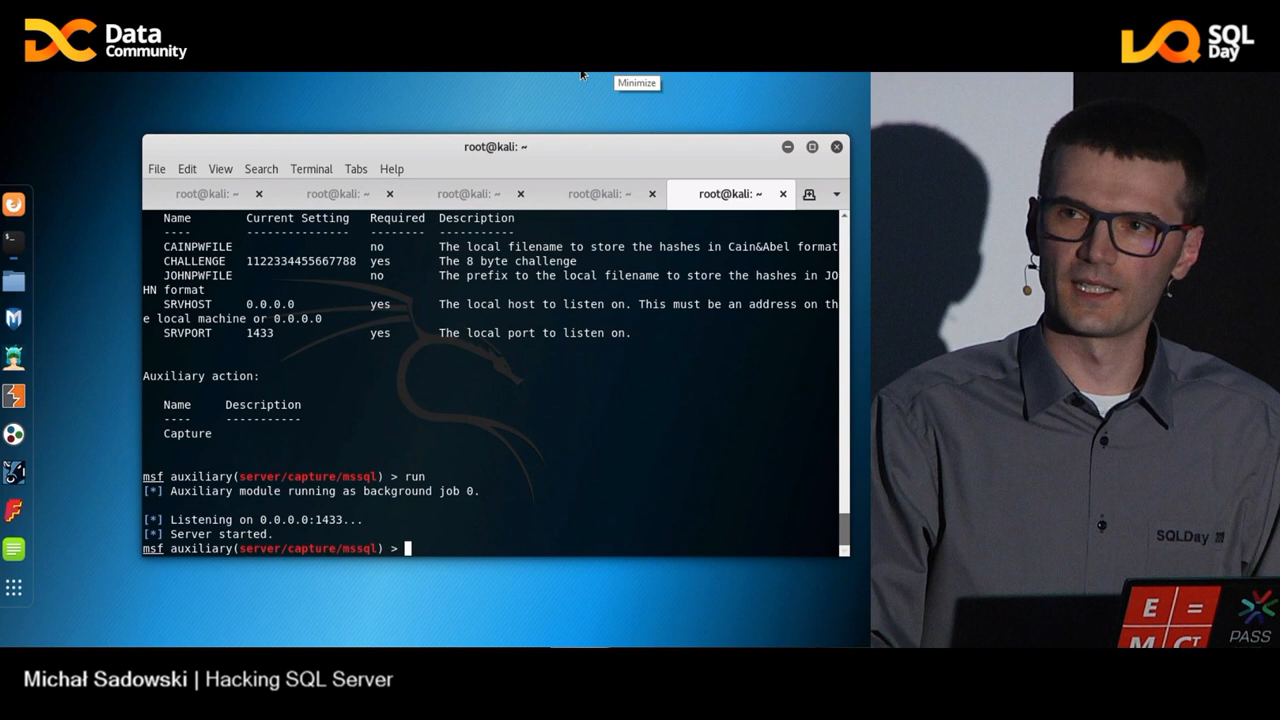 Data
Community
SQL
Day
Minimize
root@kali: ~
File Edit View Search Terminal Tabs Help
root@kali: ~ × root@kali: ~ × root@kali: ~ × root@kali: ~ × root@kali: ~ ×
Name Current Setting Required Description
---- --------------- -------- -----------
CAINPWFILE no The local filename to store the hashes in Cain&Abel format
CHALLENGE 1122334455667788 yes The 8 byte challenge
JOHNPWFILE no The prefix to the local filename to store the hashes in JO
HN format
SRVHOST 0.0.0.0 yes The local host to listen on. This must be an address on th
e local machine or 0.0.0.0
SRVPORT 1433 yes The local port to listen on.
Auxiliary action:
Name Description
---- -----------
Capture
msf auxiliary(server/capture/mssql) > run
[*] Auxiliary module running as background job 0.
[*] Listening on 0.0.0.0:1433...
[*] Server started.
msf auxiliary(server/capture/mssql) >
SQLDay
E =
M C
PASS
Michał Sadowski | Hacking SQL Server